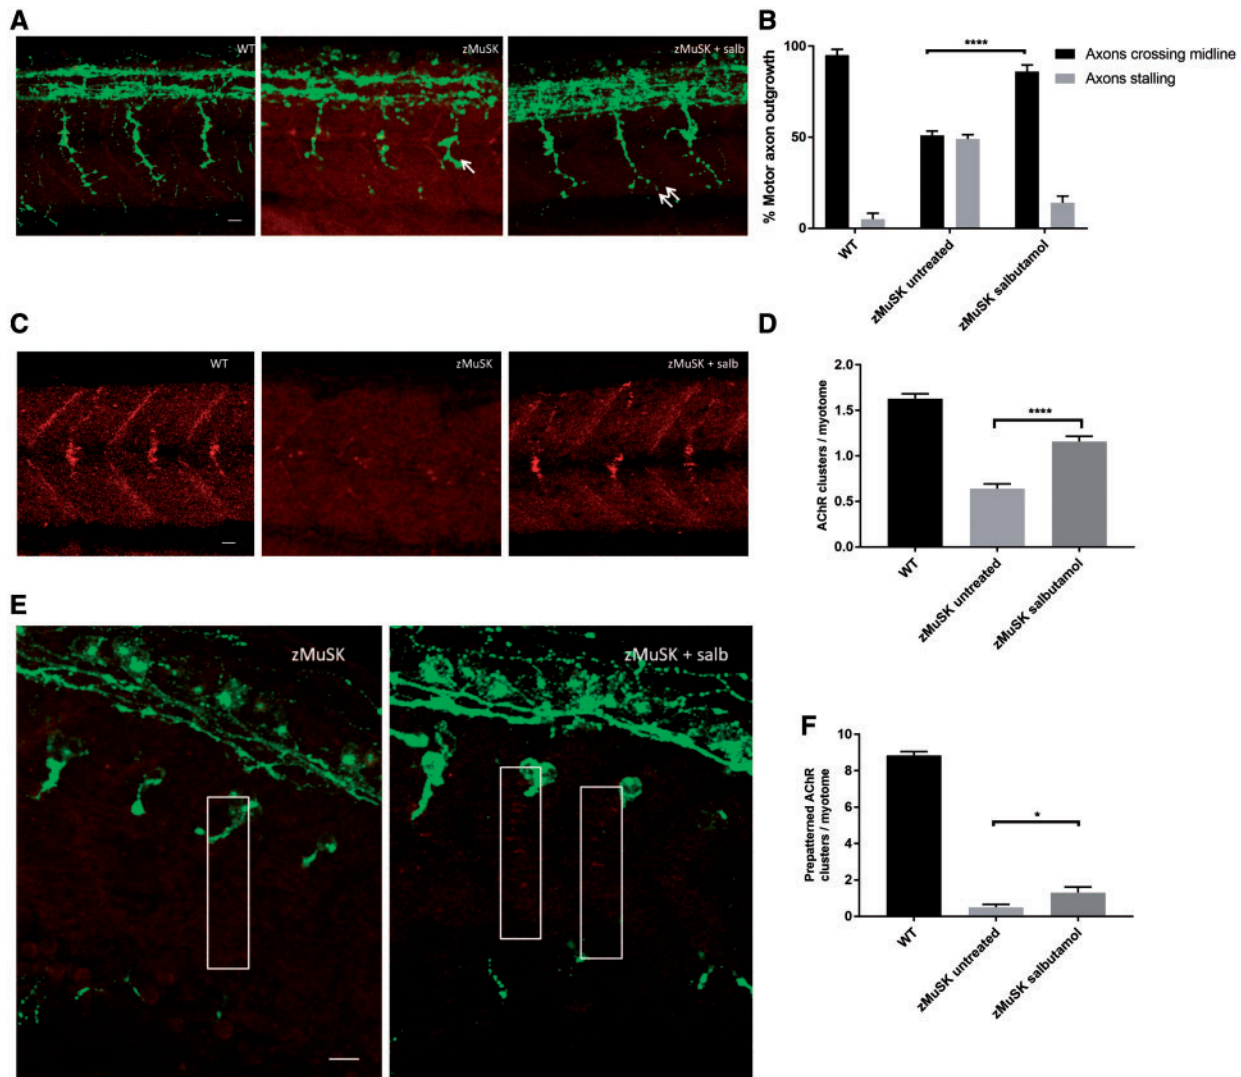 A
WT
zMuSK
zMuSK + salb
B
% Motor axon outgrowth
100
50
0
****
Axons crossing midline
Axons stalling
WT
zMuSK untreated
zMuSK salbutamol
C
WT
zMuSK
zMuSK + salb
D
AChR clusters / myotome
2.0
1.5
1.0
0.5
0.0
****
WT
zMuSK untreated
zMuSK salbutamol
E
zMuSK
zMuSK + salb
F
Prepatterned AChR
clusters / myotome
10
8
6
4
2
0
*
WT
zMuSK untreated
zMuSK salbutamol